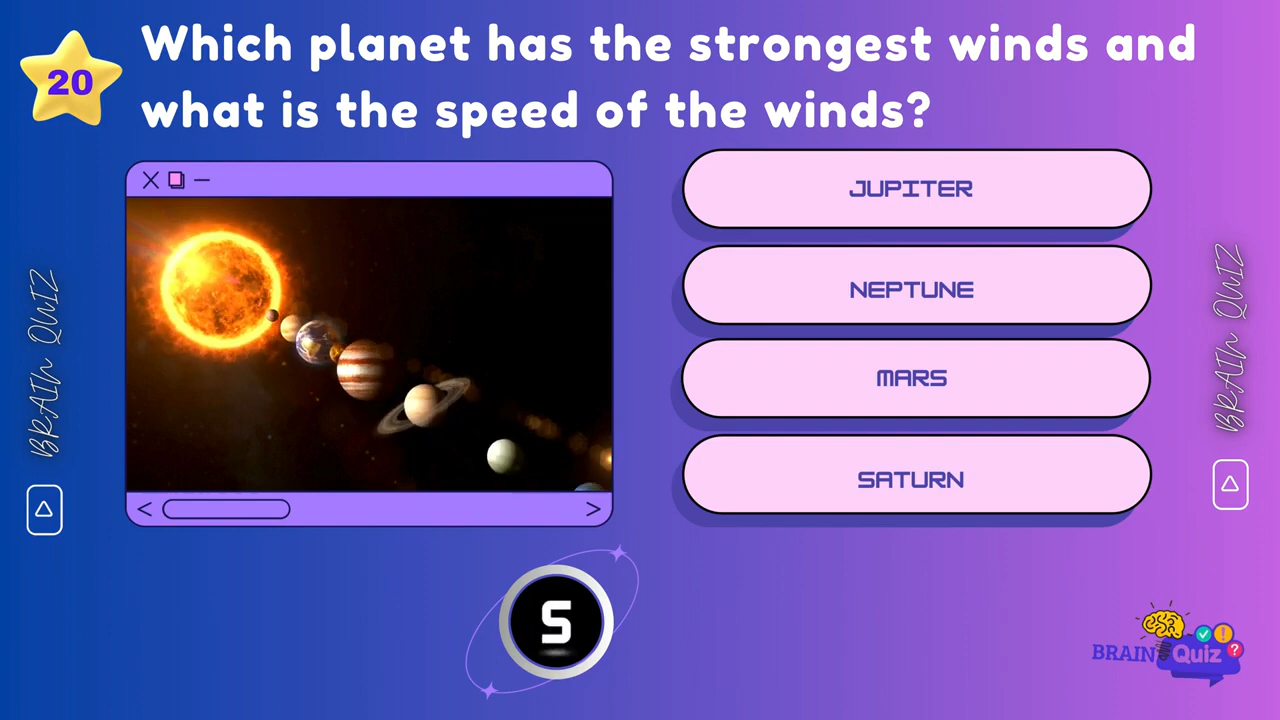 20
Which planet has the strongest winds and
what is the speed of the winds?
JUPITER
NEPTUNE
MARS
SATURN
BRAIN QUIZ
BRAIN QUIZ
5
BRAIN Quiz